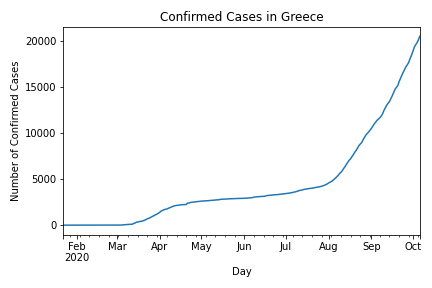 Confirmed Cases in Greece
Number of Confirmed Cases
20000
15000
10000
5000
0
Feb Mar Apr May Jun Jul Aug Sep Oct
2020
Day